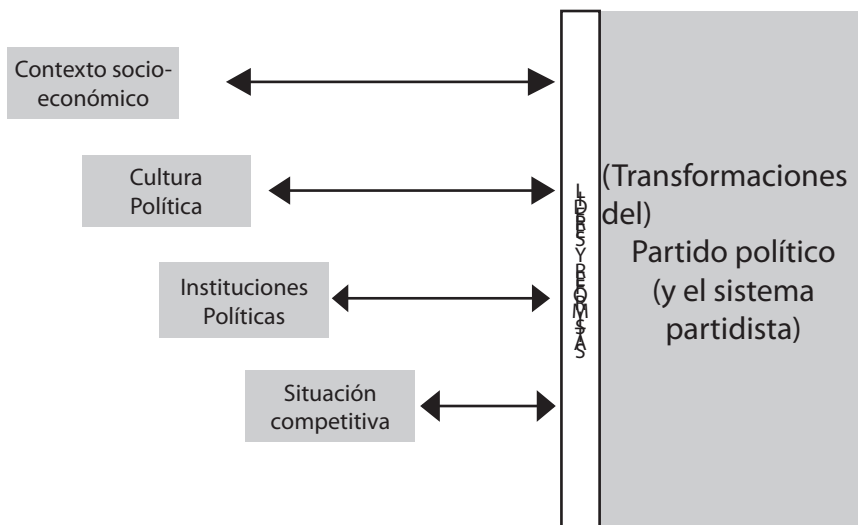 Contexto socio-
económico
Cultura
Política
Instituciones
Políticas
Situación
competitiva
(Transformaciones
del)
Partido político
(y el sistema
partidista)